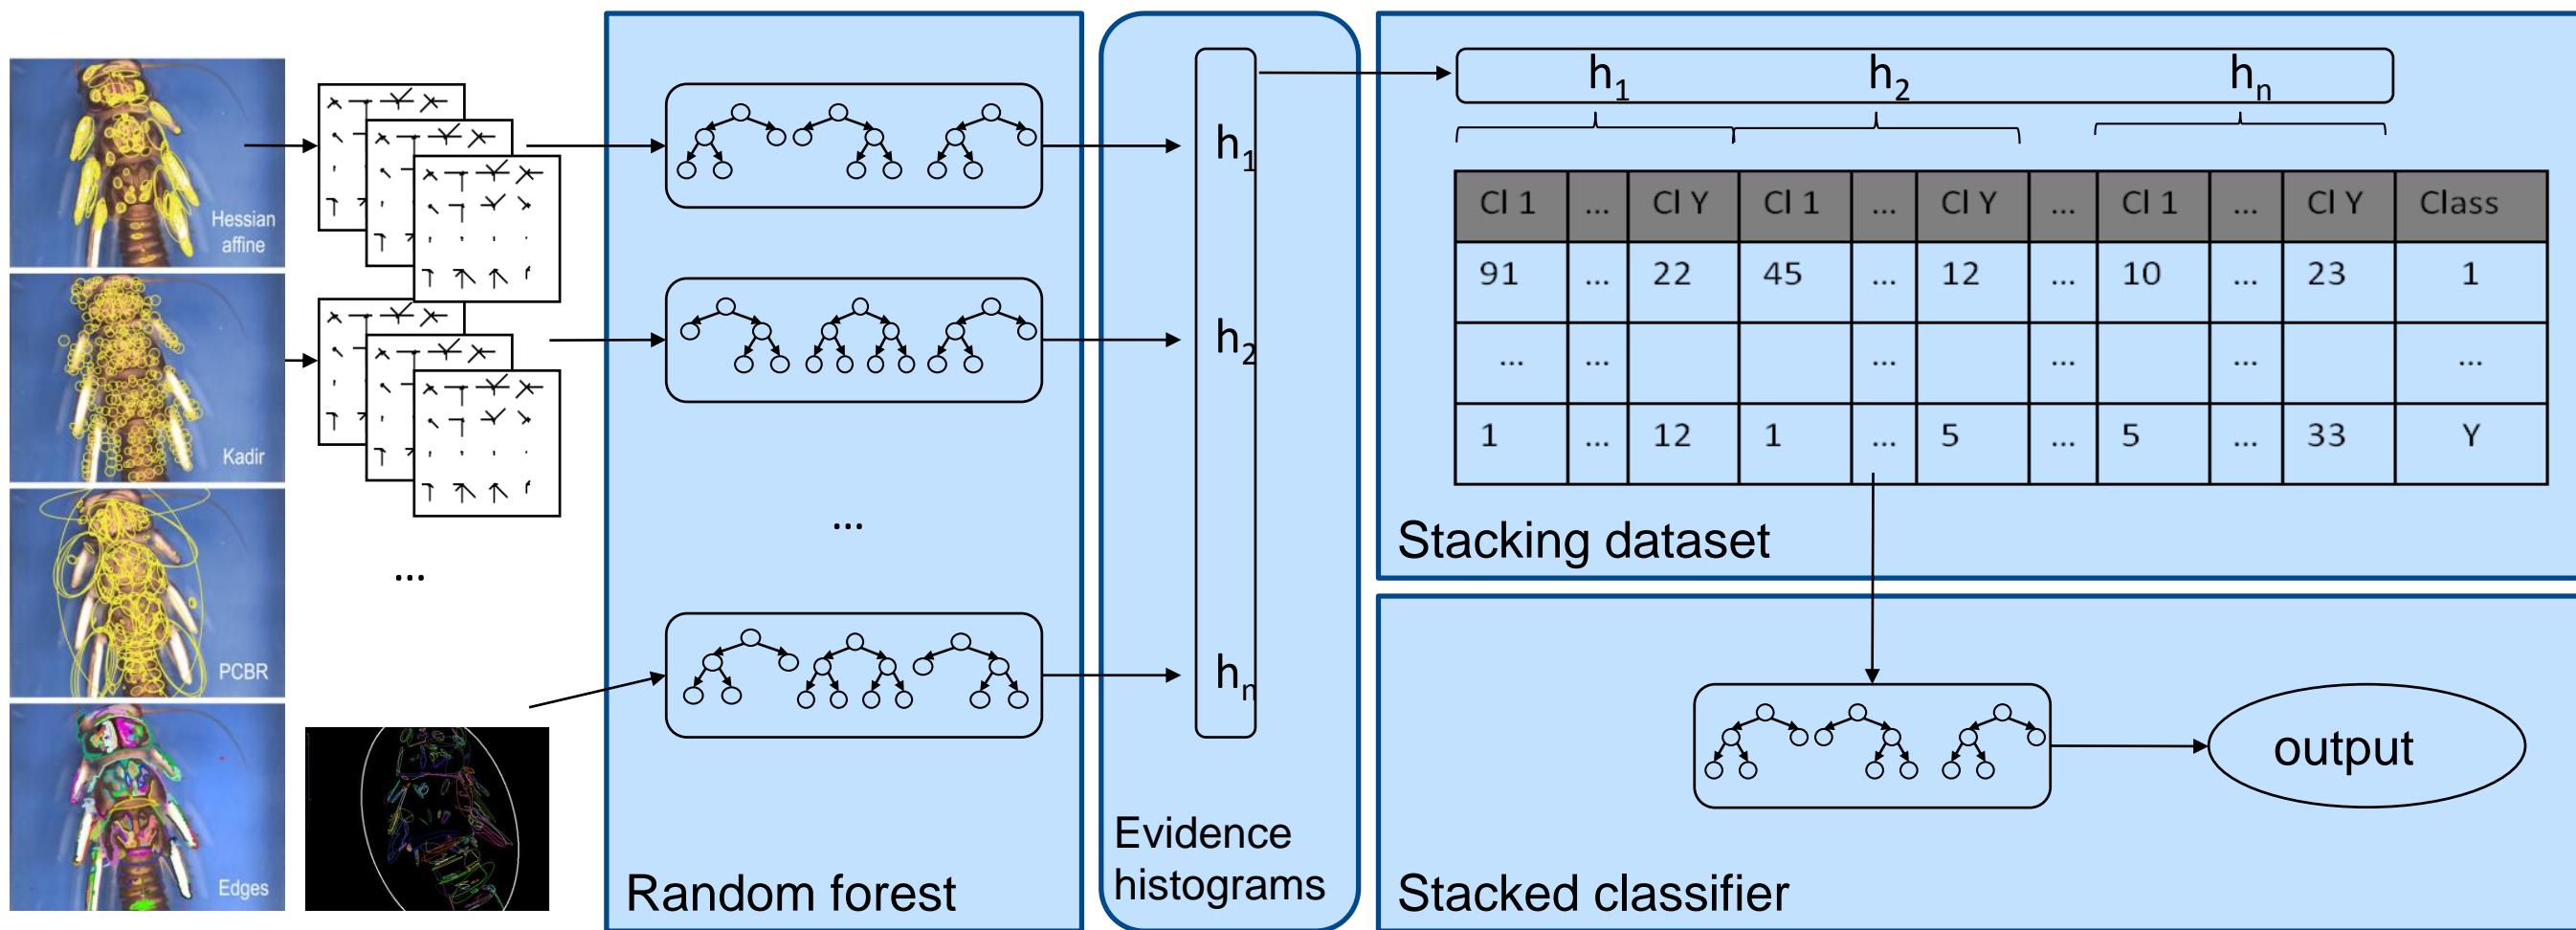 Hessian
affine
Kadir
PCBR
Edges
...
...
Random forest
h1
h2
hn
Evidence
histograms
h1 h2 hn
Cl 1 ... Cl Y Cl 1 ... Cl Y ... Cl 1 ... Cl Y Class
91 ... 22 45 ... 12 ... 10 ... 23 1
... ... ... ... ... ...
1 ... 12 1 ... 5 ... 5 ... 33 Y
Stacking dataset
output
Stacked classifier